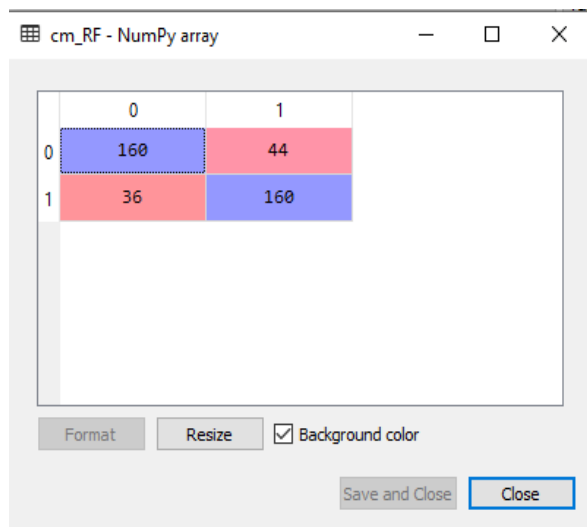 cm_RF - NumPy array
0 1
0 160 44
1 36 160
Format Resize Background color
Save and Close Close